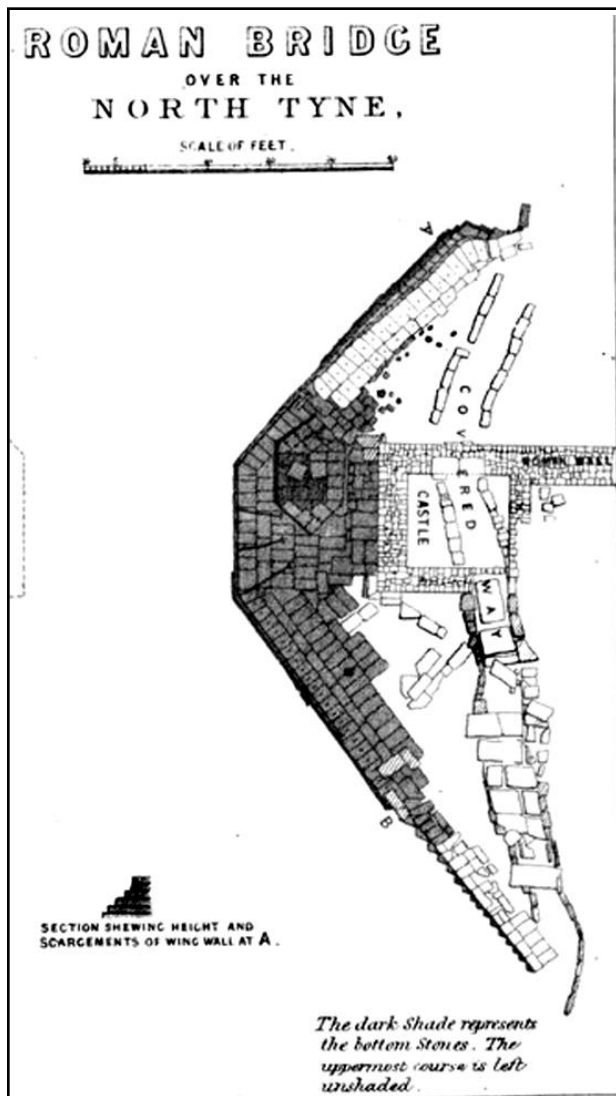 ROMAN BRIDGE
OVER THE
NORTH TYNE,
SCALE OF FEET.
A
COVERED
ROMAN WALL
CASTLE
WAY
B
SECTION SHEWING HEIGHT AND
SCARCEMENTS OF WING WALL AT A.
The dark Shade represents
the bottom Stones. The
uppermost course is left
unshaded.